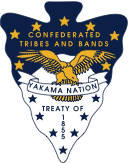 CONFEDERATED
TRIBES AND BANDS
YAKAMA NATION
TREATY OF
1855